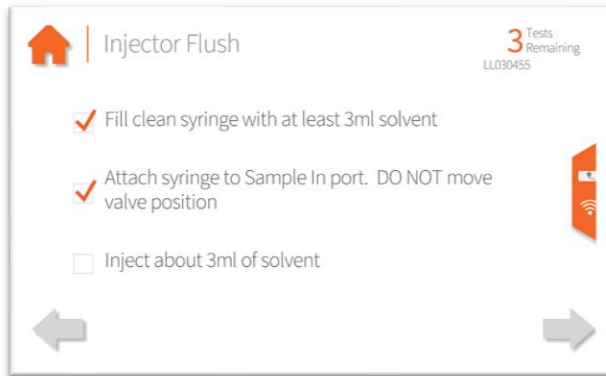 Injector Flush
3 Tests
Remaining
LL030455
Fill clean syringe with at least 3ml solvent
Attach syringe to Sample In port. DO NOT move
valve position
Inject about 3ml of solvent